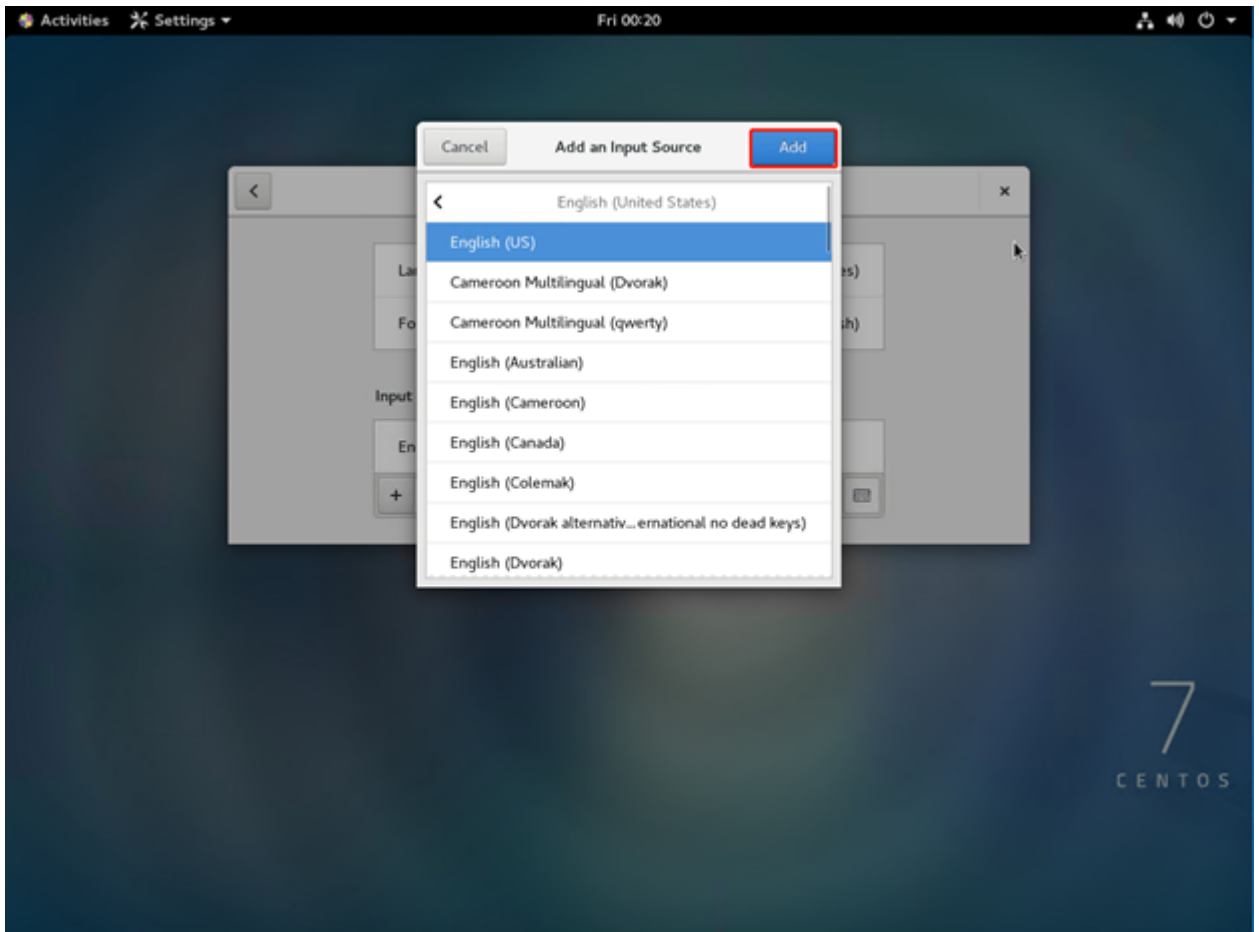 Activities Settings Fri 00:20
Cancel Add an Input Source Add
English (United States)
English (US)
Cameroon Multilingual (Dvorak)
Cameroon Multilingual (qwerty)
English (Australian)
English (Cameroon)
English (Canada)
English (Colemak)
English (Dvorak alternativ...ernational no dead keys)
English (Dvorak)
Input
7
CENTOS